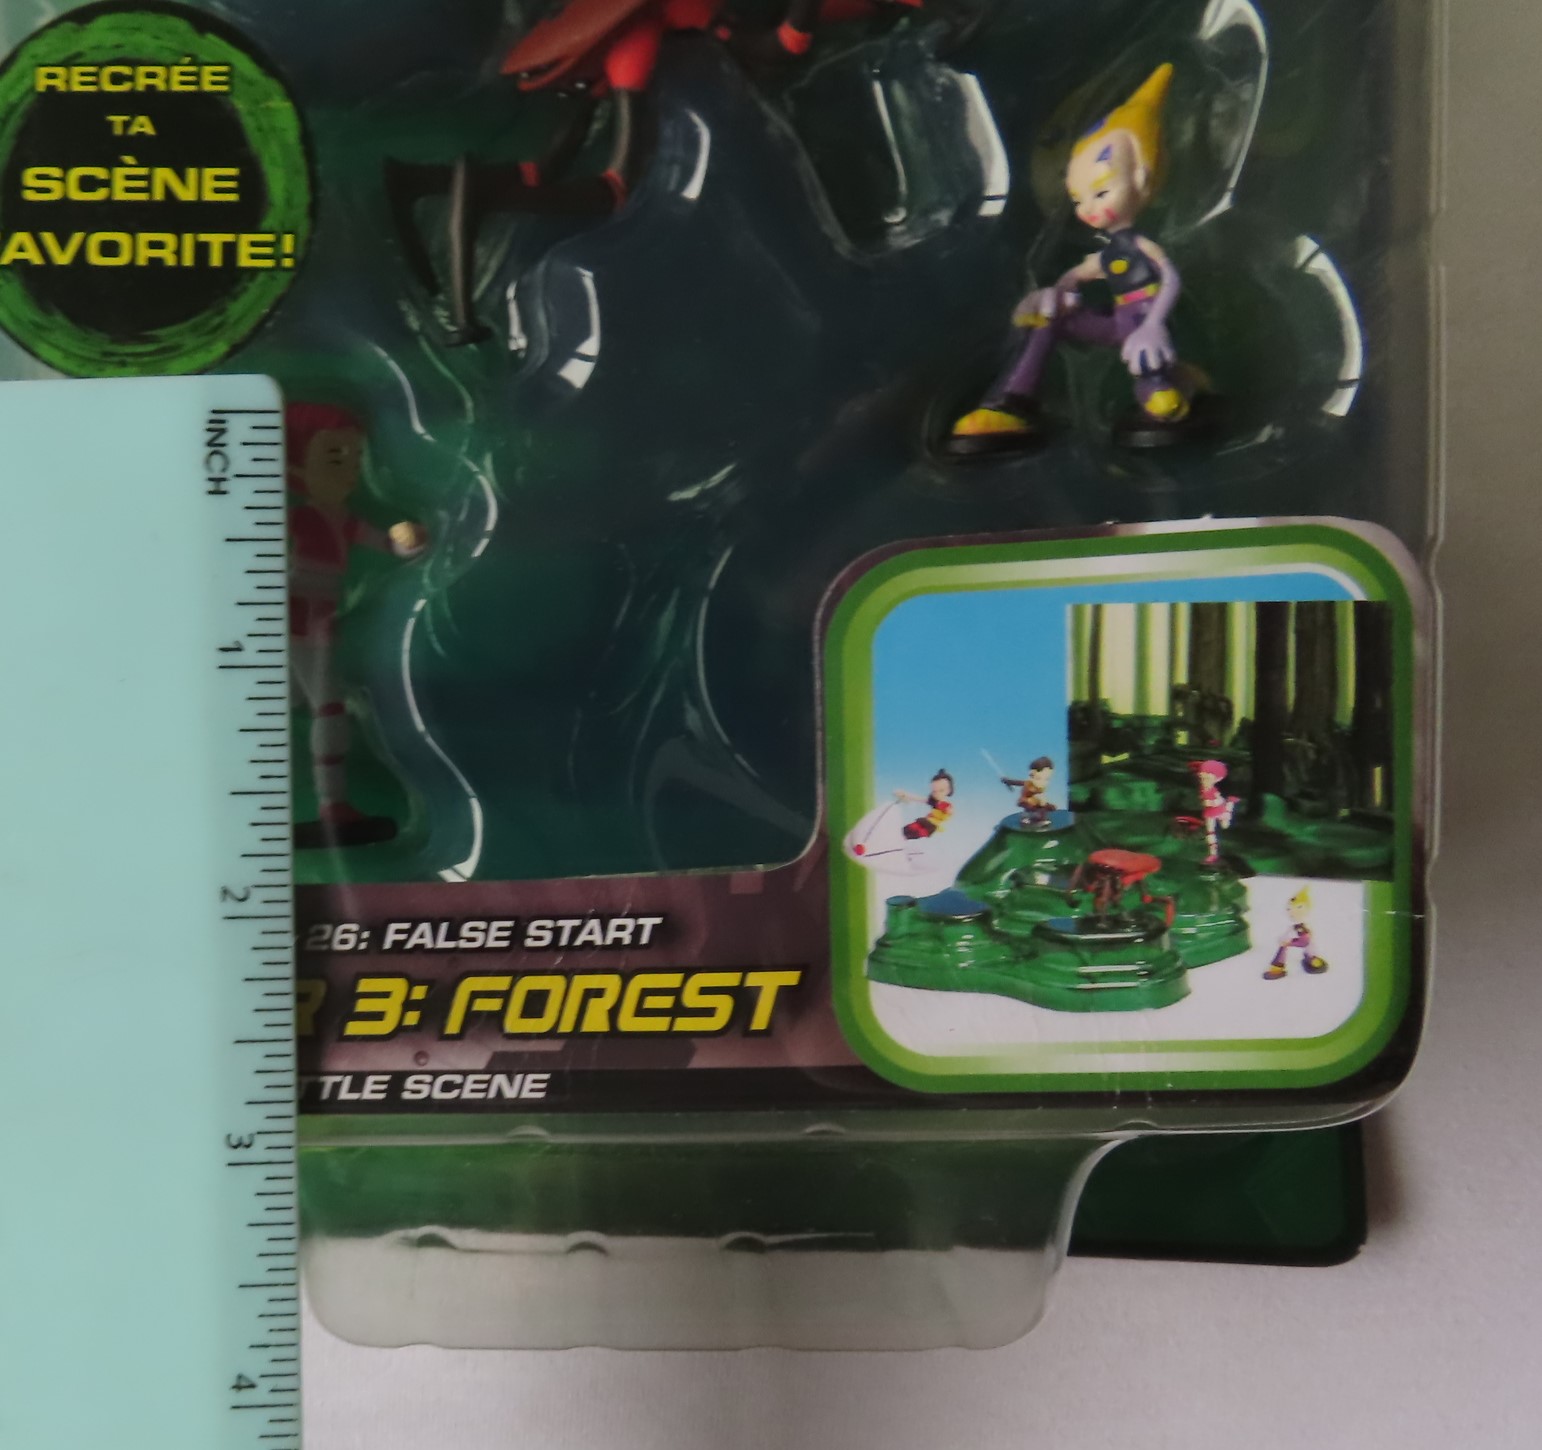 RECRÉE
TA
SCÈNE
AVORITE!
INCH
1
2
3
4
26: FALSE START
R 3: FOREST
TTLE SCENE